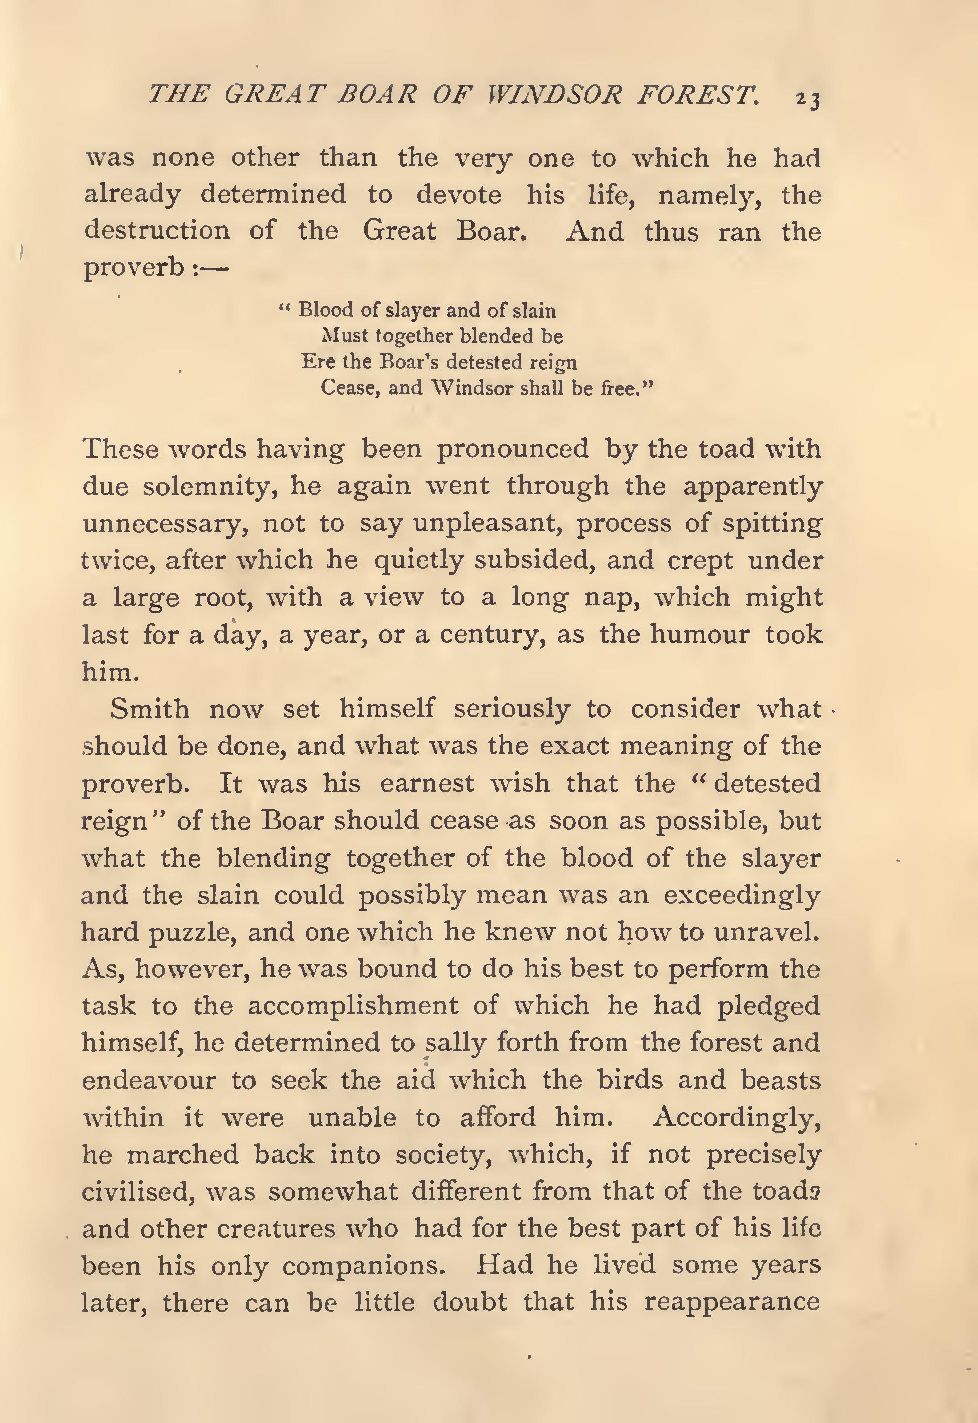 THE GREAT BOAR OF WINDSOR FOREST. 23
was none other than the very one to which he had
already determined to devote his life, namely, the
destruction of the Great Boar. And thus ran the
proverb :—
“ Blood of slayer and of slain
Must together blended be
Ere the Boar’s detested reign
Cease, and Windsor shall be free.”
These words having been pronounced by the toad with
due solemnity, he again went through the apparently
unnecessary, not to say unpleasant, process of spitting
twice, after which he quietly subsided, and crept under
a large root, with a view to a long nap, which might
last for a day, a year, or a century, as the humour took
him.
Smith now set himself seriously to consider what
should be done, and what was the exact meaning of the
proverb. It was his earnest wish that the “ detested
reign” of the Boar should cease as soon as possible, but
what the blending together of the blood of the slayer
and the slain could possibly mean was an exceedingly
hard puzzle, and one which he knew not how to unravel.
As, however, he was bound to do his best to perform the
task to the accomplishment of which he had pledged
himself, he determined to sally forth from the forest and
endeavour to seek the aid which the birds and beasts
within it were unable to afford him. Accordingly,
he marched back into society, which, if not precisely
civilised, was somewhat different from that of the toads
and other creatures who had for the best part of his life
been his only companions. Had he lived some years
later, there can be little doubt that his reappearance